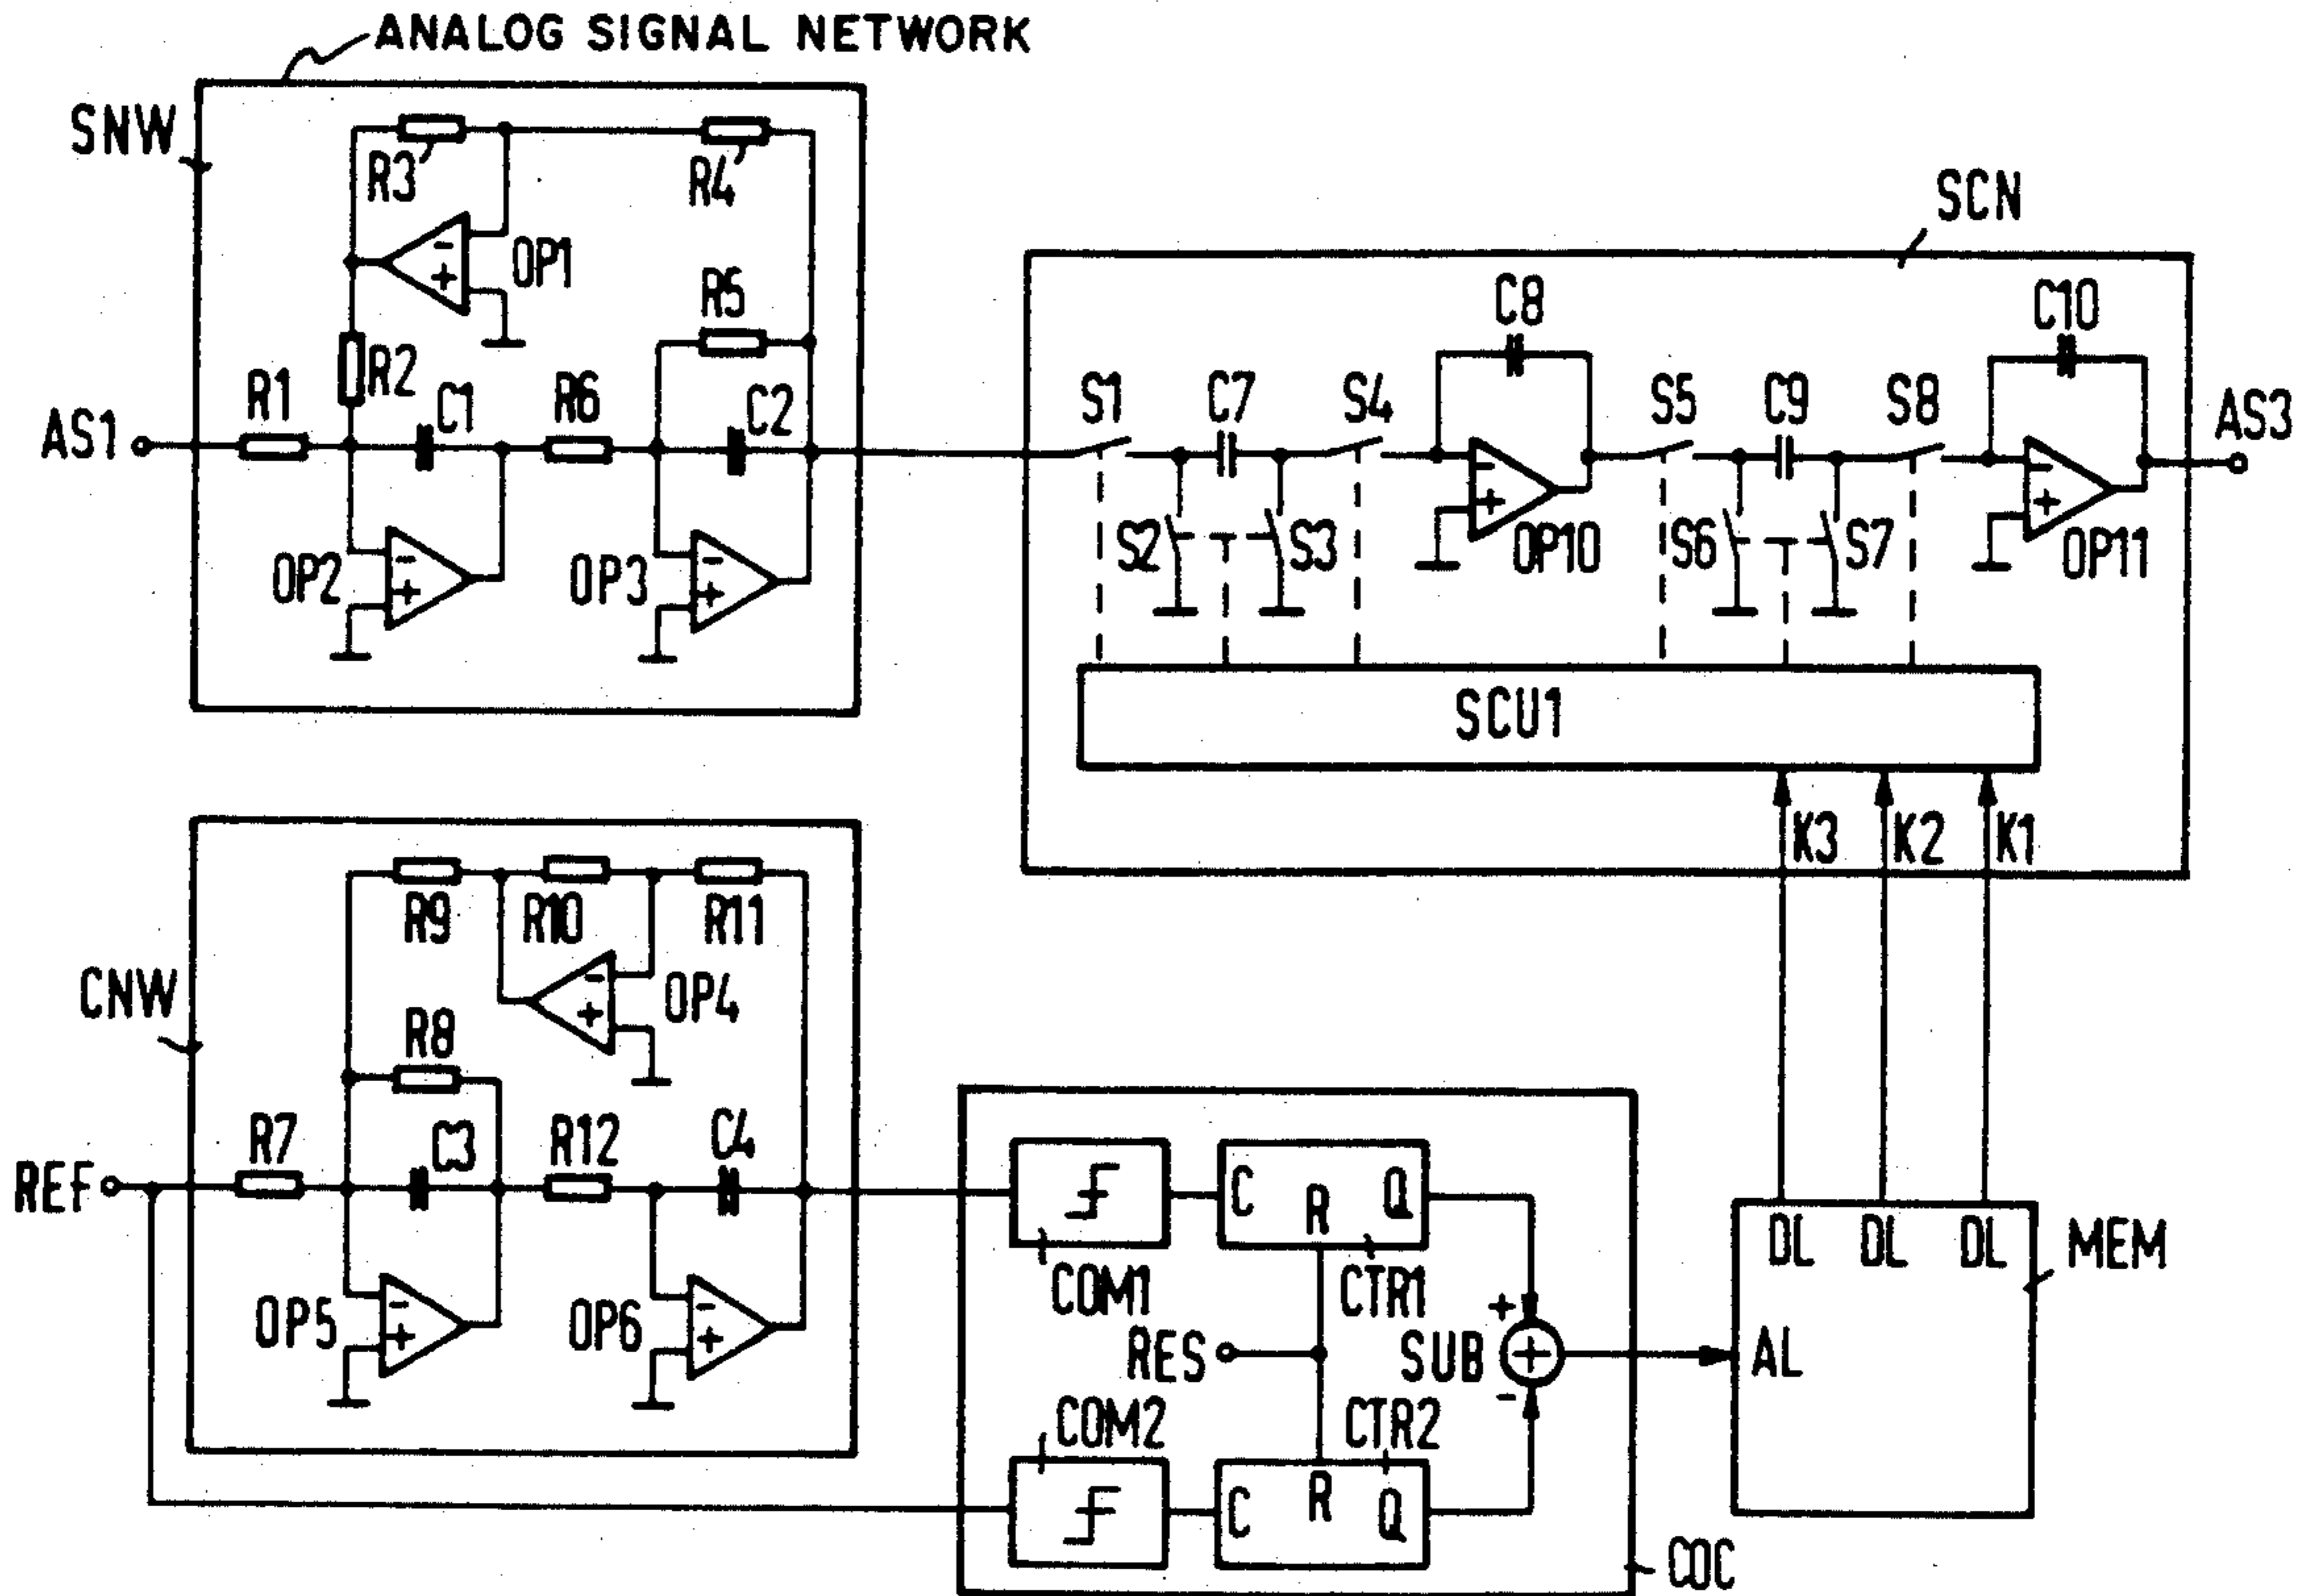 ANALOG SIGNAL NETWORK
SNW
R3
R4
OP1
R5
R2
R1
C1
R6
C2
AS1
OP2
OP3
SCN
C8
C10
S1
C7
S4
S5
C9
S8
AS3
S2
S3
OP10
S6
S7
OP11
SCU1
K3
K2
K1
CNW
R9
R10
R11
OP4
R8
R7
C3
R12
C4
REF
OP5
OP6
C
R
Q
COM1
CTR1
RES
SUB
COM2
CTR2
C
R
Q
COC
DL
DL
DL
MEM
AL